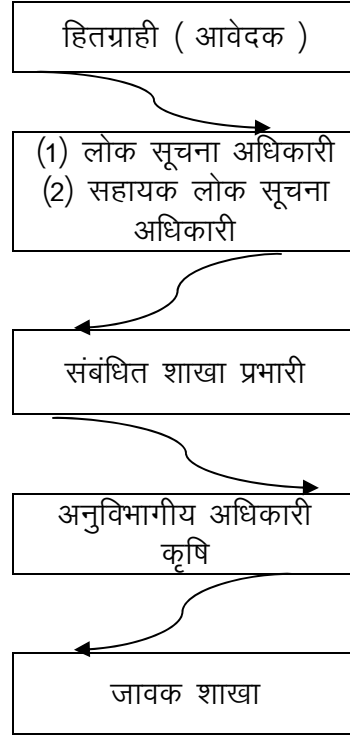 हितग्राही ( आवेदक )
(1) लोक सूचना अधिकारी
(2) सहायक लोक सूचना
अधिकारी
संबंधित शाखा प्रभारी
अनुविभागीय अधिकारी
कृषि
जावक शाखा